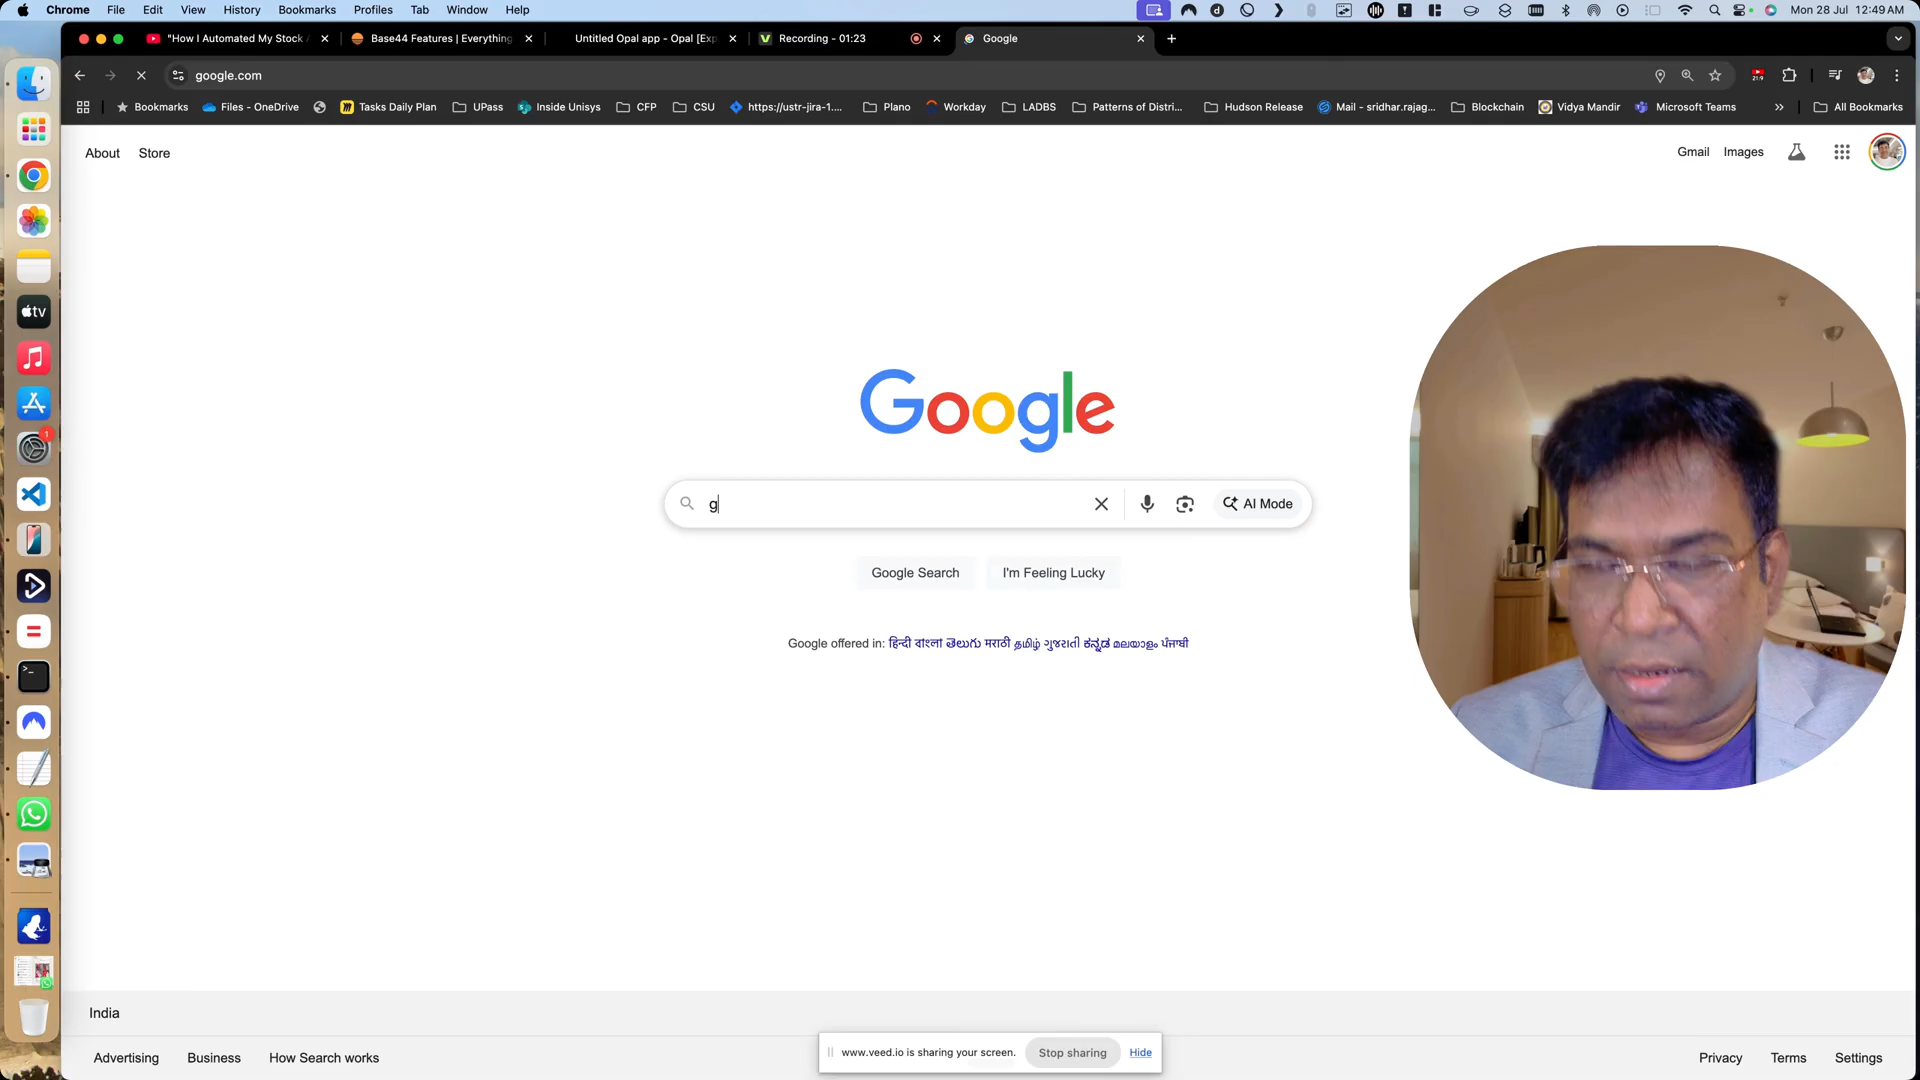 Chrome File Edit View History Bookmarks Profiles Tab Window Help Mon 28 Jul 12:49 AM
"How I Automated My Stock Base44 Features | Everything Untitled Opal app - Opal [Exp Recording - 01:23 Google
google.com 21:9
Bookmarks Files - OneDrive Tasks Daily Plan UPass Inside Unisys CFP CSU https://ustr-jira-1.... Plano Workday LADBS Patterns of Distri... Hudson Release Mail - sridhar.rajag... Blockchain Vidya Mandir Microsoft Teams All Bookmarks
About Store Gmail Images
tv
Google
g AI Mode
1
Google Search I'm Feeling Lucky
Google offered in: हिन्दी বাংলা తెలుగు मराठी தமிழ் ગુજરાતી ಕನ್ನಡ മലയാളം ਪੰਜਾਬੀ
India
www.veed.io is sharing your screen. Stop sharing Hide
Advertising Business How Search works Privacy Terms Settings